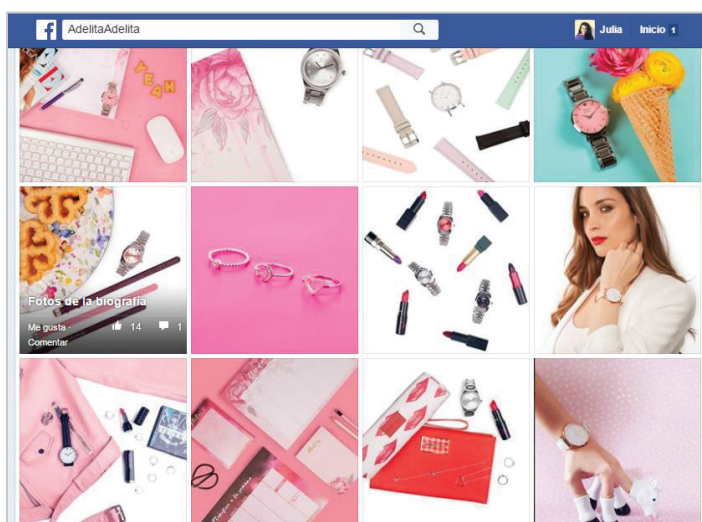 f AdelitaAdelita Julia Inicio 1
YEAH
Fotos de la biografía
Me gusta · 14 1
Comentar